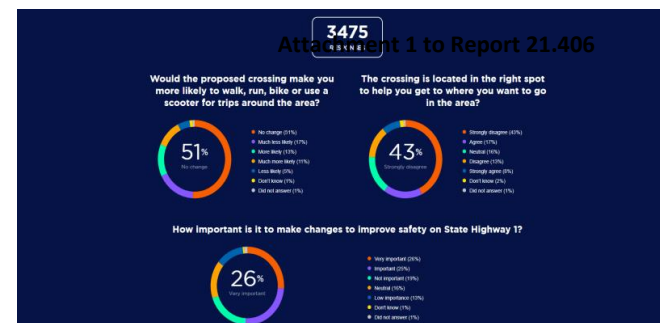 3475
Attachment 1 to Report 21.406
Would the proposed crossing make you
more likely to walk, run, bike or use a
scooter for trips around the area?
51%
No change
No change (51%)
Much less likely (17%)
More likely (13%)
Much more likely (11%)
Less likely (6%)
Don't know (1%)
Did not answer (1%)
The crossing is located in the right spot
to help you get to where you want to go
in the area?
43%
Strongly disagree
Strongly disagree (43%)
Agree (17%)
Neutral (16%)
Disagree (13%)
Strongly agree (8%)
Don't know (2%)
Did not answer (1%)
How important is it to make changes to improve safety on State Highway 1?
26%
Very important
Very important (26%)
Important (25%)
Not important (19%)
Neutral (16%)
Low importance (13%)
Don't know (1%)
Did not answer (1%)